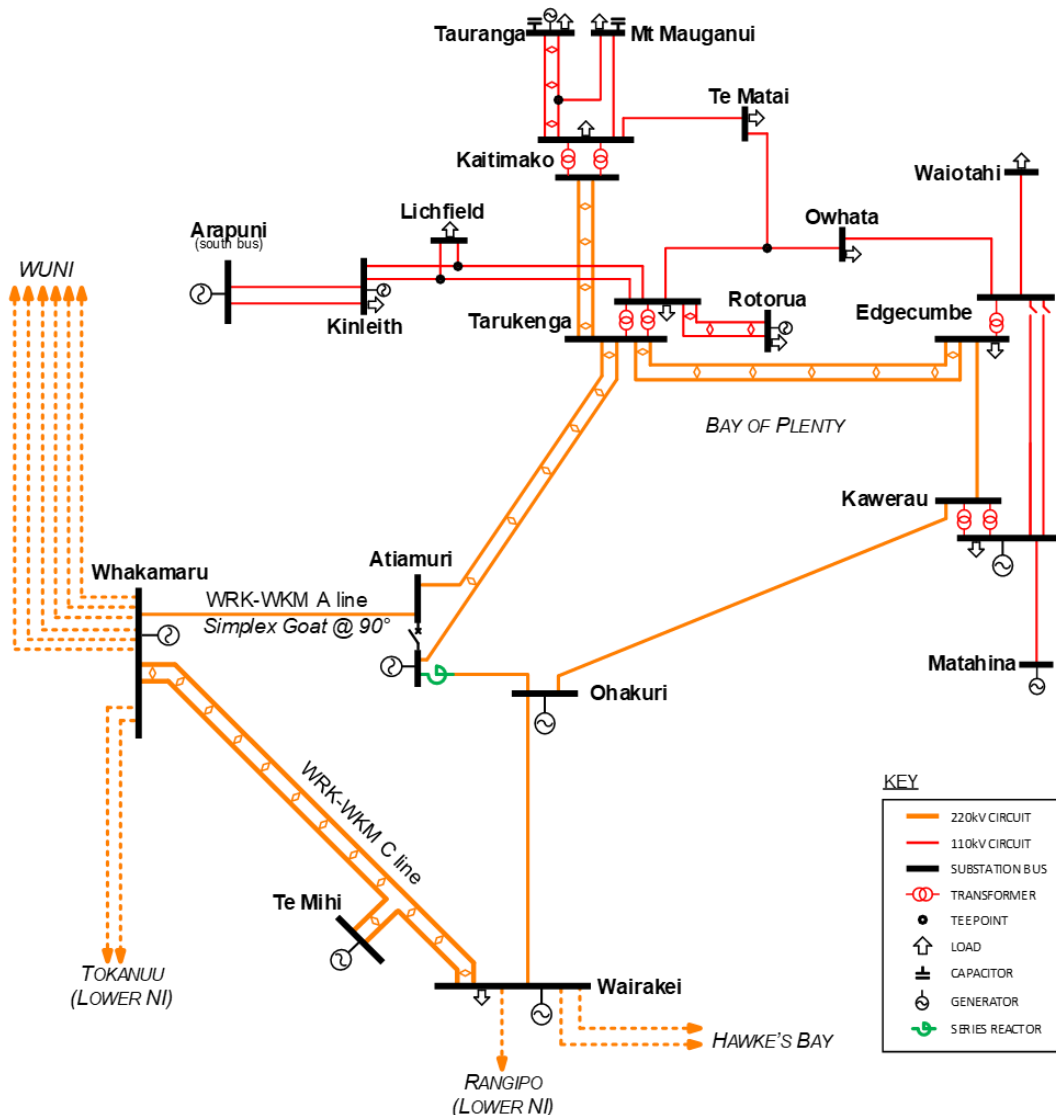 Tauranga
Mt Mauganui
Te Matai
Kaitimako
Waiotahi
Lichfield
Owhata
Arapuni
(south bus)
WUNI
Rotorua
Kinleith
Tarukenga
Edgecumbe
BAY OF PLENTY
Kawerau
Atiamuri
Whakamaru
WRK-WKM A line
Simplex Goat @ 90°
Matahina
Ohakuri
WRK-WKM C line
Te Mihi
KEY
220kV CIRCUIT
110kV CIRCUIT
SUBSTATION BUS
TRANSFORMER
TEEPOINT
LOAD
CAPACITOR
GENERATOR
SERIES REACTOR
TOKANUU
(LOWER NI)
Wairakei
HAWKE'S BAY
RANGIPO
(LOWER NI)